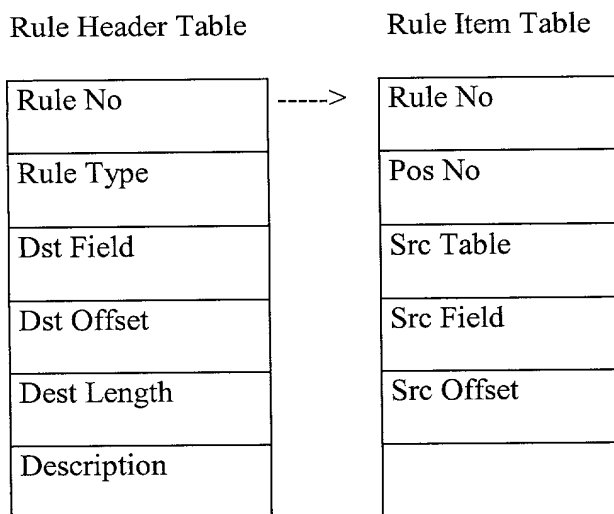 Rule Header Table
Rule Item Table
Rule No
----->
Rule No
Rule Type
Pos No
Dst Field
Src Table
Dst Offset
Src Field
Dest Length
Src Offset
Description